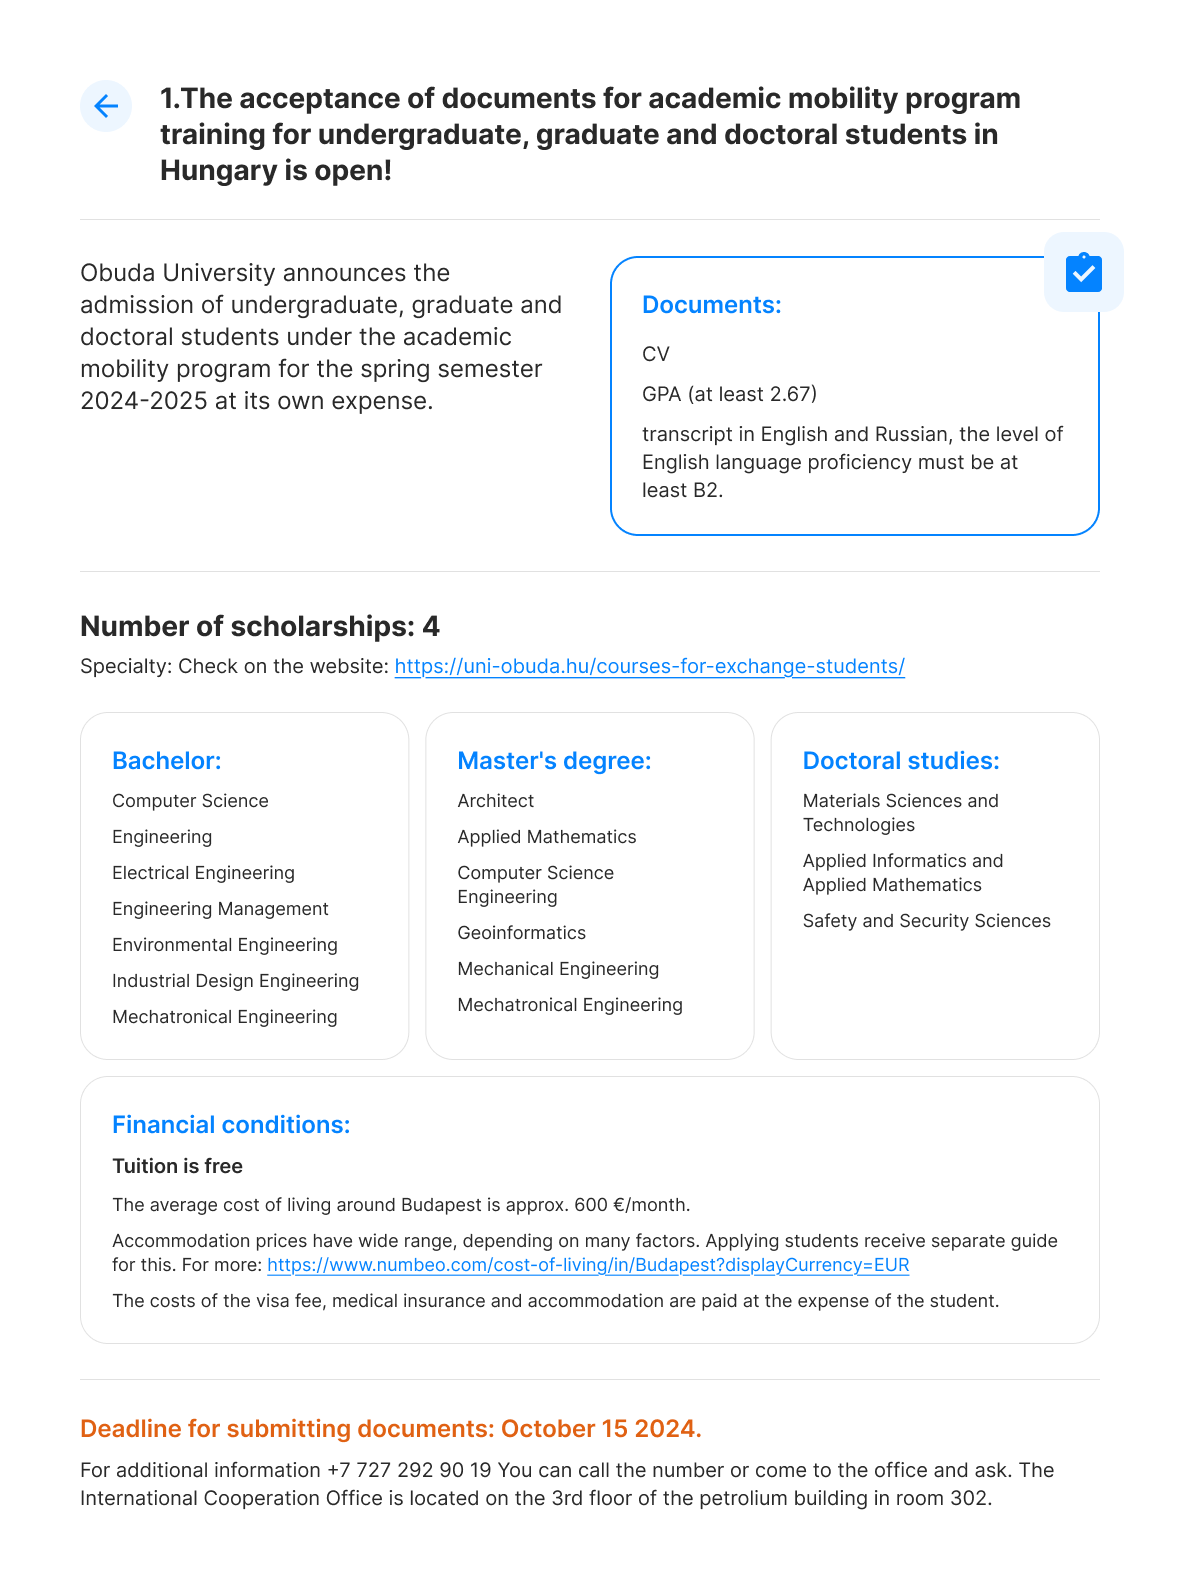 1.The acceptance of documents for academic mobility program
training for undergraduate, graduate and doctoral students in
Hungary is open!
Obuda University announces the
admission of undergraduate, graduate and
doctoral students under the academic
mobility program for the spring semester
2024-2025 at its own expense.
Documents:
CV
GPA (at least 2.67)
transcript in English and Russian, the level of
English language proficiency must be at
least B2.
Number of scholarships: 4
Specialty: Check on the website: https://uni-obuda.hu/courses-for-exchange-students/
Bachelor:
Computer Science
Engineering
Electrical Engineering
Engineering Management
Environmental Engineering
Industrial Design Engineering
Mechatronical Engineering
Master's degree:
Architect
Applied Mathematics
Computer Science
Engineering
Geoinformatics
Mechanical Engineering
Mechatronical Engineering
Doctoral studies:
Materials Sciences and
Technologies
Applied Informatics and
Applied Mathematics
Safety and Security Sciences
Financial conditions:
Tuition is free
The average cost of living around Budapest is approx. 600 €/month.
Accommodation prices have wide range, depending on many factors. Applying students receive separate guide
for this. For more: https://www.numbeo.com/cost-of-living/in/Budapest?displayCurrency=EUR
The costs of the visa fee, medical insurance and accommodation are paid at the expense of the student.
Deadline for submitting documents: October 15 2024.
For additional information +7 727 292 90 19 You can call the number or come to the office and ask. The
International Cooperation Office is located on the 3rd floor of the petrolium building in room 302.